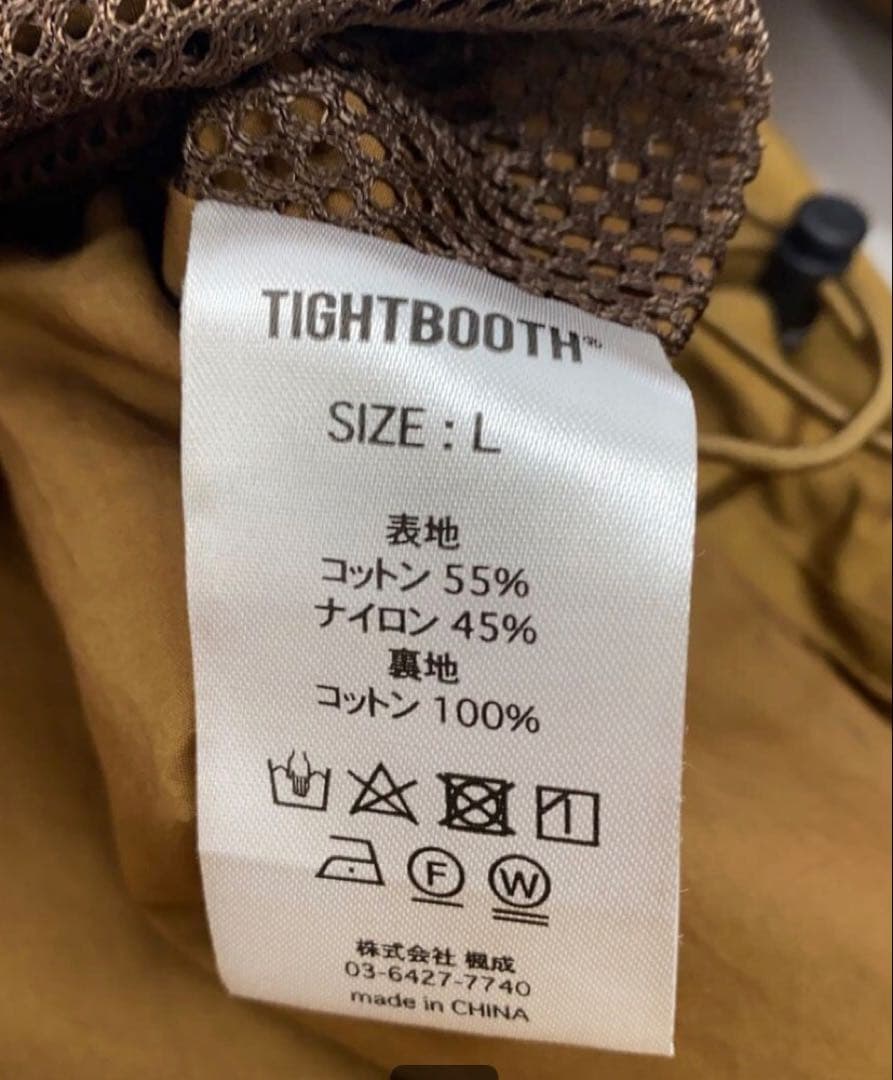 TIGHTBOOTH
SIZE : L
表地
コットン 55%
ナイロン 45%
裏地
コットン 100%
F W
株式会社 楓成
03-6427-7740
made in CHINA